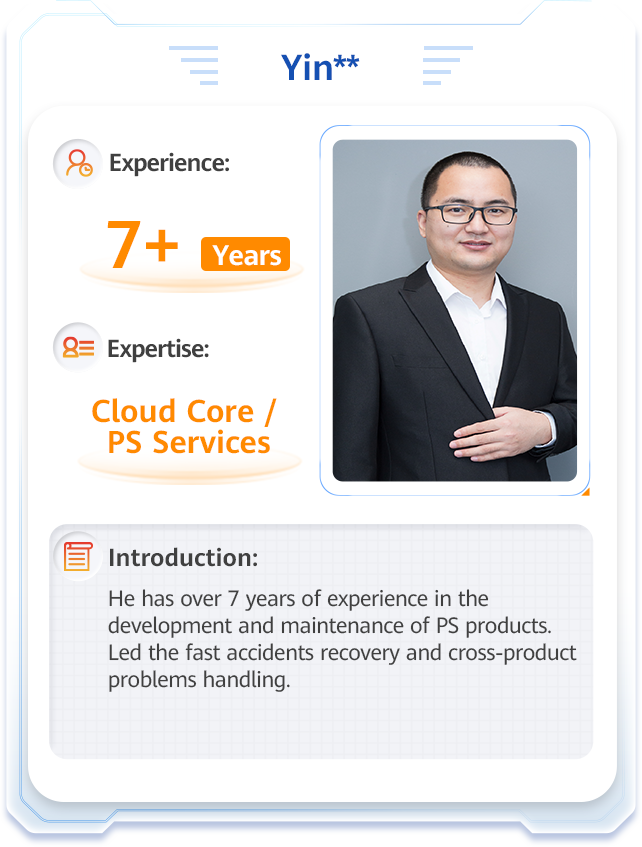 Yin**
Experience:
7+ Years
Expertise:
Cloud Core /
PS Services
Introduction:
He has over 7 years of experience in the
development and maintenance of PS products.
Led the fast accidents recovery and cross-product
problems handling.